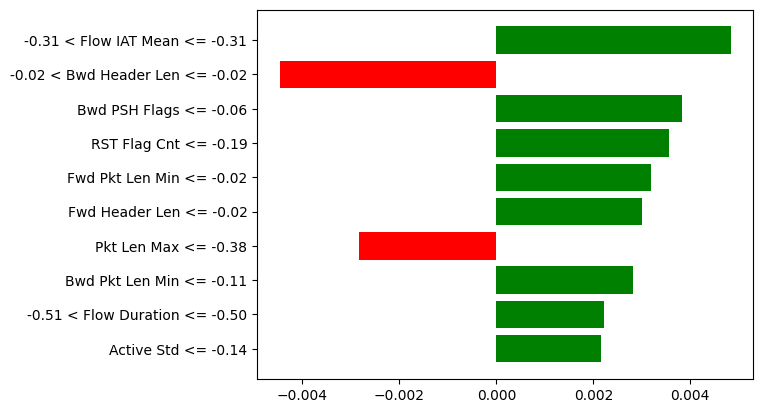 -0.31 < Flow IAT Mean <= -0.31
-0.02 < Bwd Header Len <= -0.02
Bwd PSH Flags <= -0.06
RST Flag Cnt <= -0.19
Fwd Pkt Len Min <= -0.02
Fwd Header Len <= -0.02
Pkt Len Max <= -0.38
Bwd Pkt Len Min <= -0.11
-0.51 < Flow Duration <= -0.50
Active Std <= -0.14
−0.004 −0.002 0.000 0.002 0.004